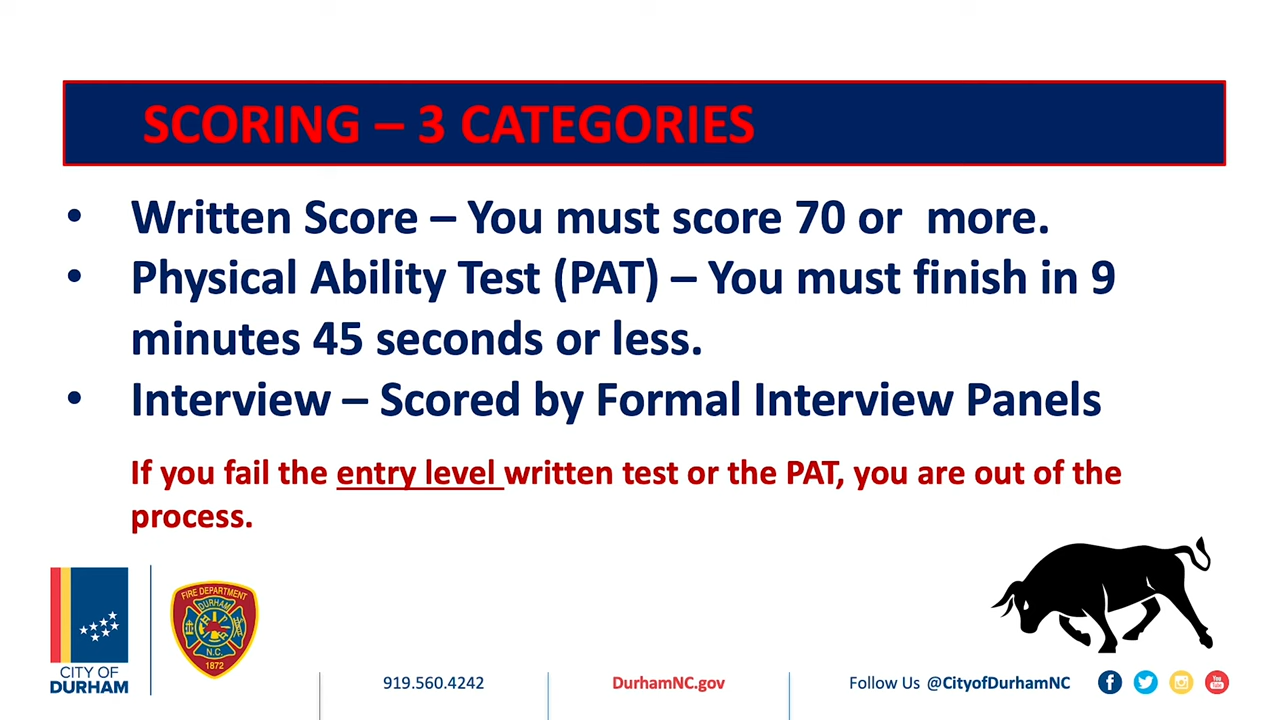 SCORING – 3 CATEGORIES
• Written Score – You must score 70 or  more.
• Physical Ability Test (PAT) – You must finish in 9
minutes 45 seconds or less.
• Interview – Scored by Formal Interview Panels
If you fail the entry level written test or the PAT, you are out of the
process.
FIRE DEPARTMENT
DURHAM
N.C.
1872
CITY OF
DURHAM
919.560.4242
DurhamNC.gov
Follow Us @CityofDurhamNC
You
Tube